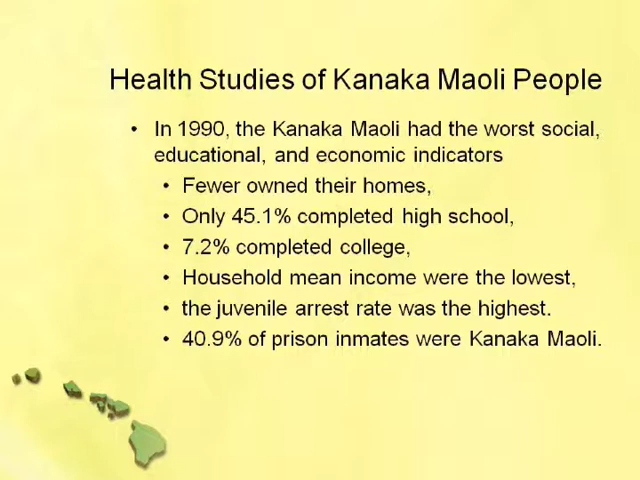 Health Studies of Kanaka Maoli People
• In 1990, the Kanaka Maoli had the worst social,
educational, and economic indicators
• Fewer owned their homes,
• Only 45.1% completed high school,
• 7.2% completed college,
• Household mean income were the lowest,
• the juvenile arrest rate was the highest.
• 40.9% of prison inmates were Kanaka Maoli.